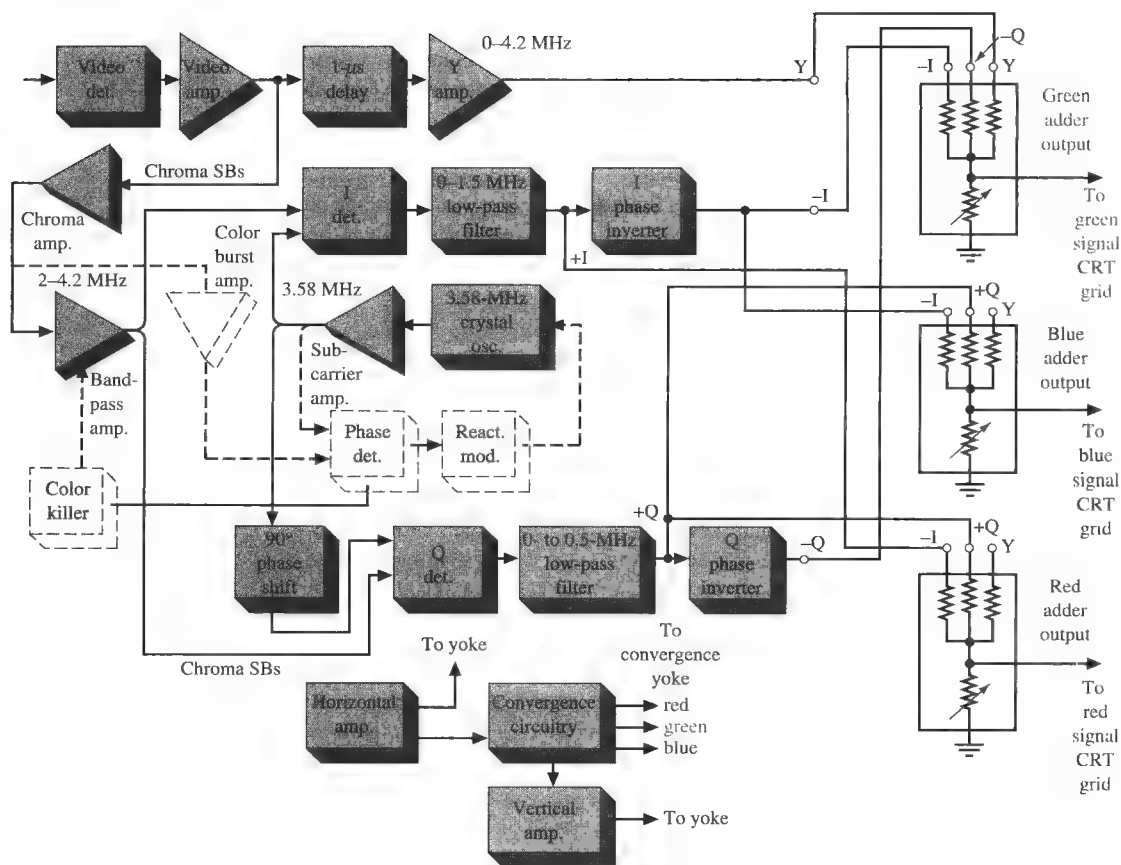 0–4.2 MHz
Video
det.
Video
amp.
1-μs
delay
Y
amp.
Y
–Q
–I
Y
Green
adder
output
Chroma SBs
Chroma
amp.
I
det.
0–1.5 MHz
low-pass
filter
I
phase
inverter
–I
+I
To
green
signal
CRT
grid
Color
burst
amp.
2–4.2 MHz
3.58 MHz
3.58-MHz
crystal
osc.
Sub-
carrier
amp.
Band-
pass
amp.
+Q
–I
Y
Blue
adder
output
Phase
det.
React.
mod.
To
blue
signal
CRT
grid
Color
killer
90°
phase
shift
Q
det.
0- to 0.5-MHz
low-pass
filter
+Q
Q
phase
inverter
–Q
+Q
–I
Y
Red
adder
output
Chroma SBs
To yoke
To
convergence
yoke
Horizontal
amp.
Convergence
circuitry
red
green
blue
Vertical
amp.
To yoke
To
red
signal
CRT
grid